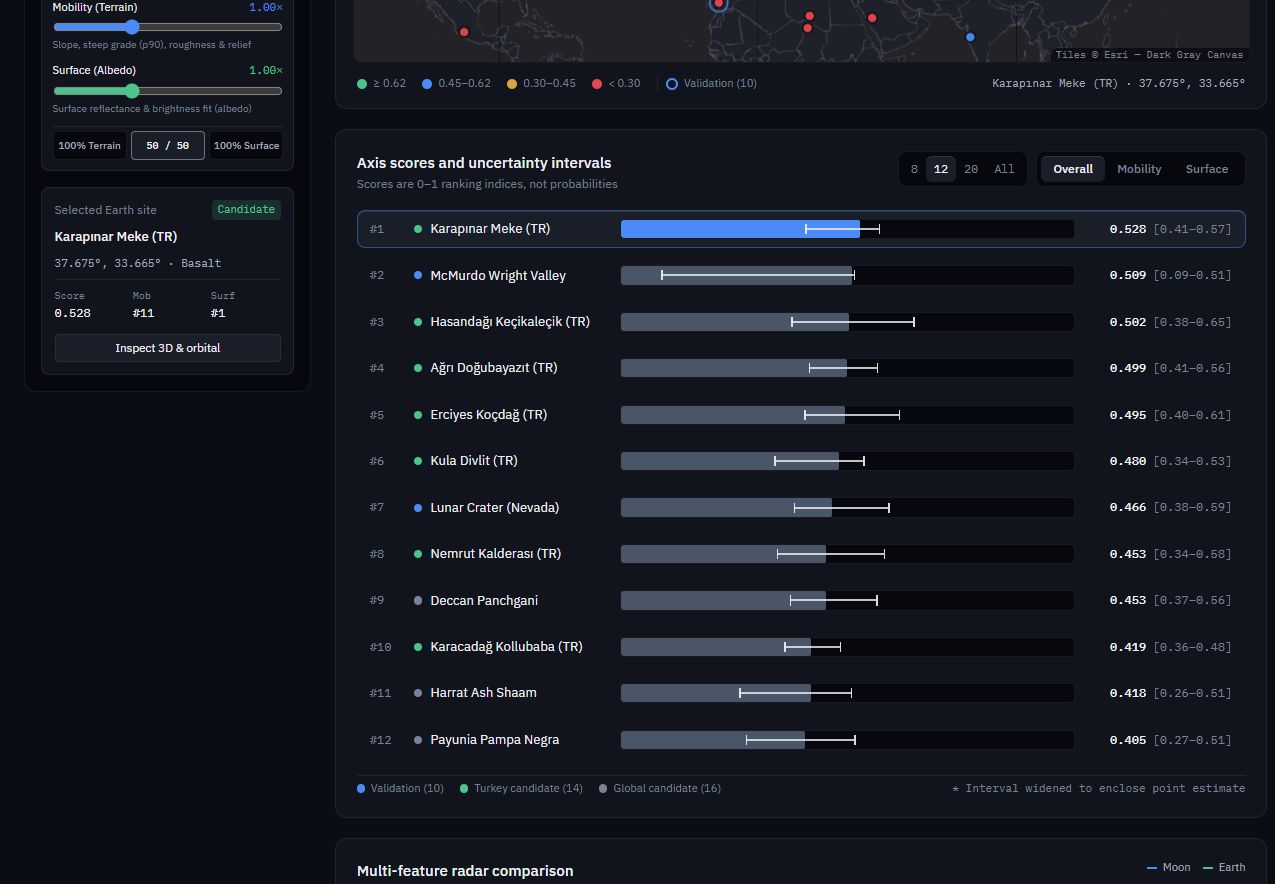 Mobility (Terrain) 1.00×
Slope, steep grade (p90), roughness & relief
Surface (Albedo) 1.00×
Surface reflectance & brightness fit (albedo)
100% Terrain 50 / 50 100% Surface
Selected Earth site Candidate
Karapınar Meke (TR)
37.675°, 33.665° · Basalt
Score Mob Surf
0.528 #11 #1
Inspect 3D & orbital
Tiles © Esri — Dark Gray Canvas
≥ 0.62 0.45–0.62 0.30–0.45 < 0.30 Validation (10) Karapınar Meke (TR) · 37.675°, 33.665°
Axis scores and uncertainty intervals
Scores are 0–1 ranking indices, not probabilities
8 12 20 All Overall Mobility Surface
#1 Karapınar Meke (TR) 0.528 [0.41–0.57]
#2 McMurdo Wright Valley 0.509 [0.09–0.51]
#3 Hasandağı Keçikaleçik (TR) 0.502 [0.38–0.65]
#4 Ağrı Doğubayazıt (TR) 0.499 [0.41–0.56]
#5 Erciyes Koçdağ (TR) 0.495 [0.40–0.61]
#6 Kula Divlit (TR) 0.480 [0.34–0.53]
#7 Lunar Crater (Nevada) 0.466 [0.38–0.59]
#8 Nemrut Kalderası (TR) 0.453 [0.34–0.58]
#9 Deccan Panchgani 0.453 [0.37–0.56]
#10 Karacadağ Kollubaba (TR) 0.419 [0.36–0.48]
#11 Harrat Ash Shaam 0.418 [0.26–0.51]
#12 Payunia Pampa Negra 0.405 [0.27–0.51]
Validation (10) Turkey candidate (14) Global candidate (16) * Interval widened to enclose point estimate
Multi-feature radar comparison Moon Earth